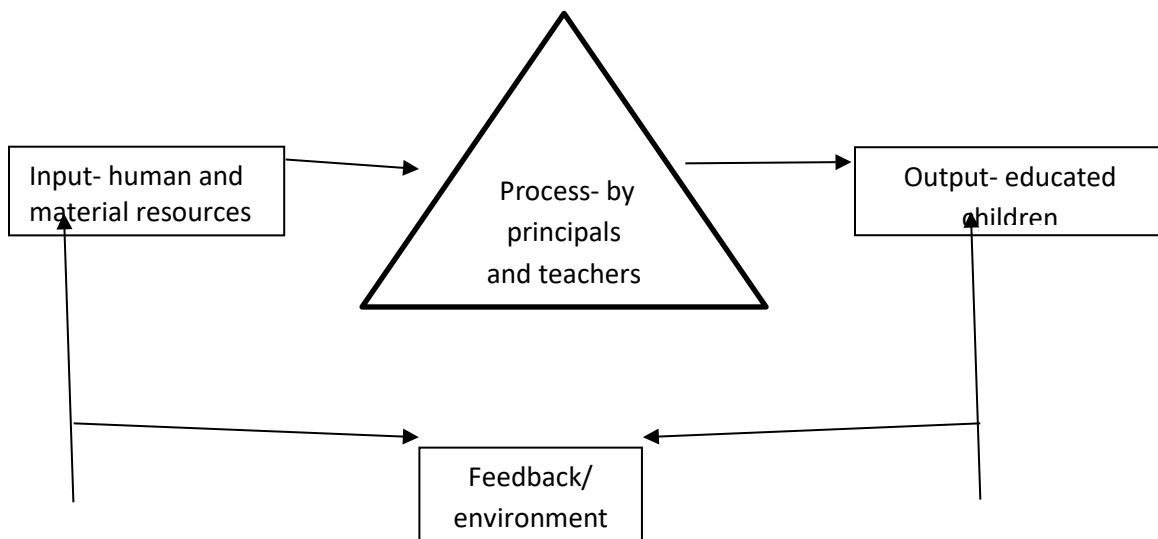 Input- human and
material resources
Process- by
principals
and teachers
Output- educated
children
Feedback/
environment